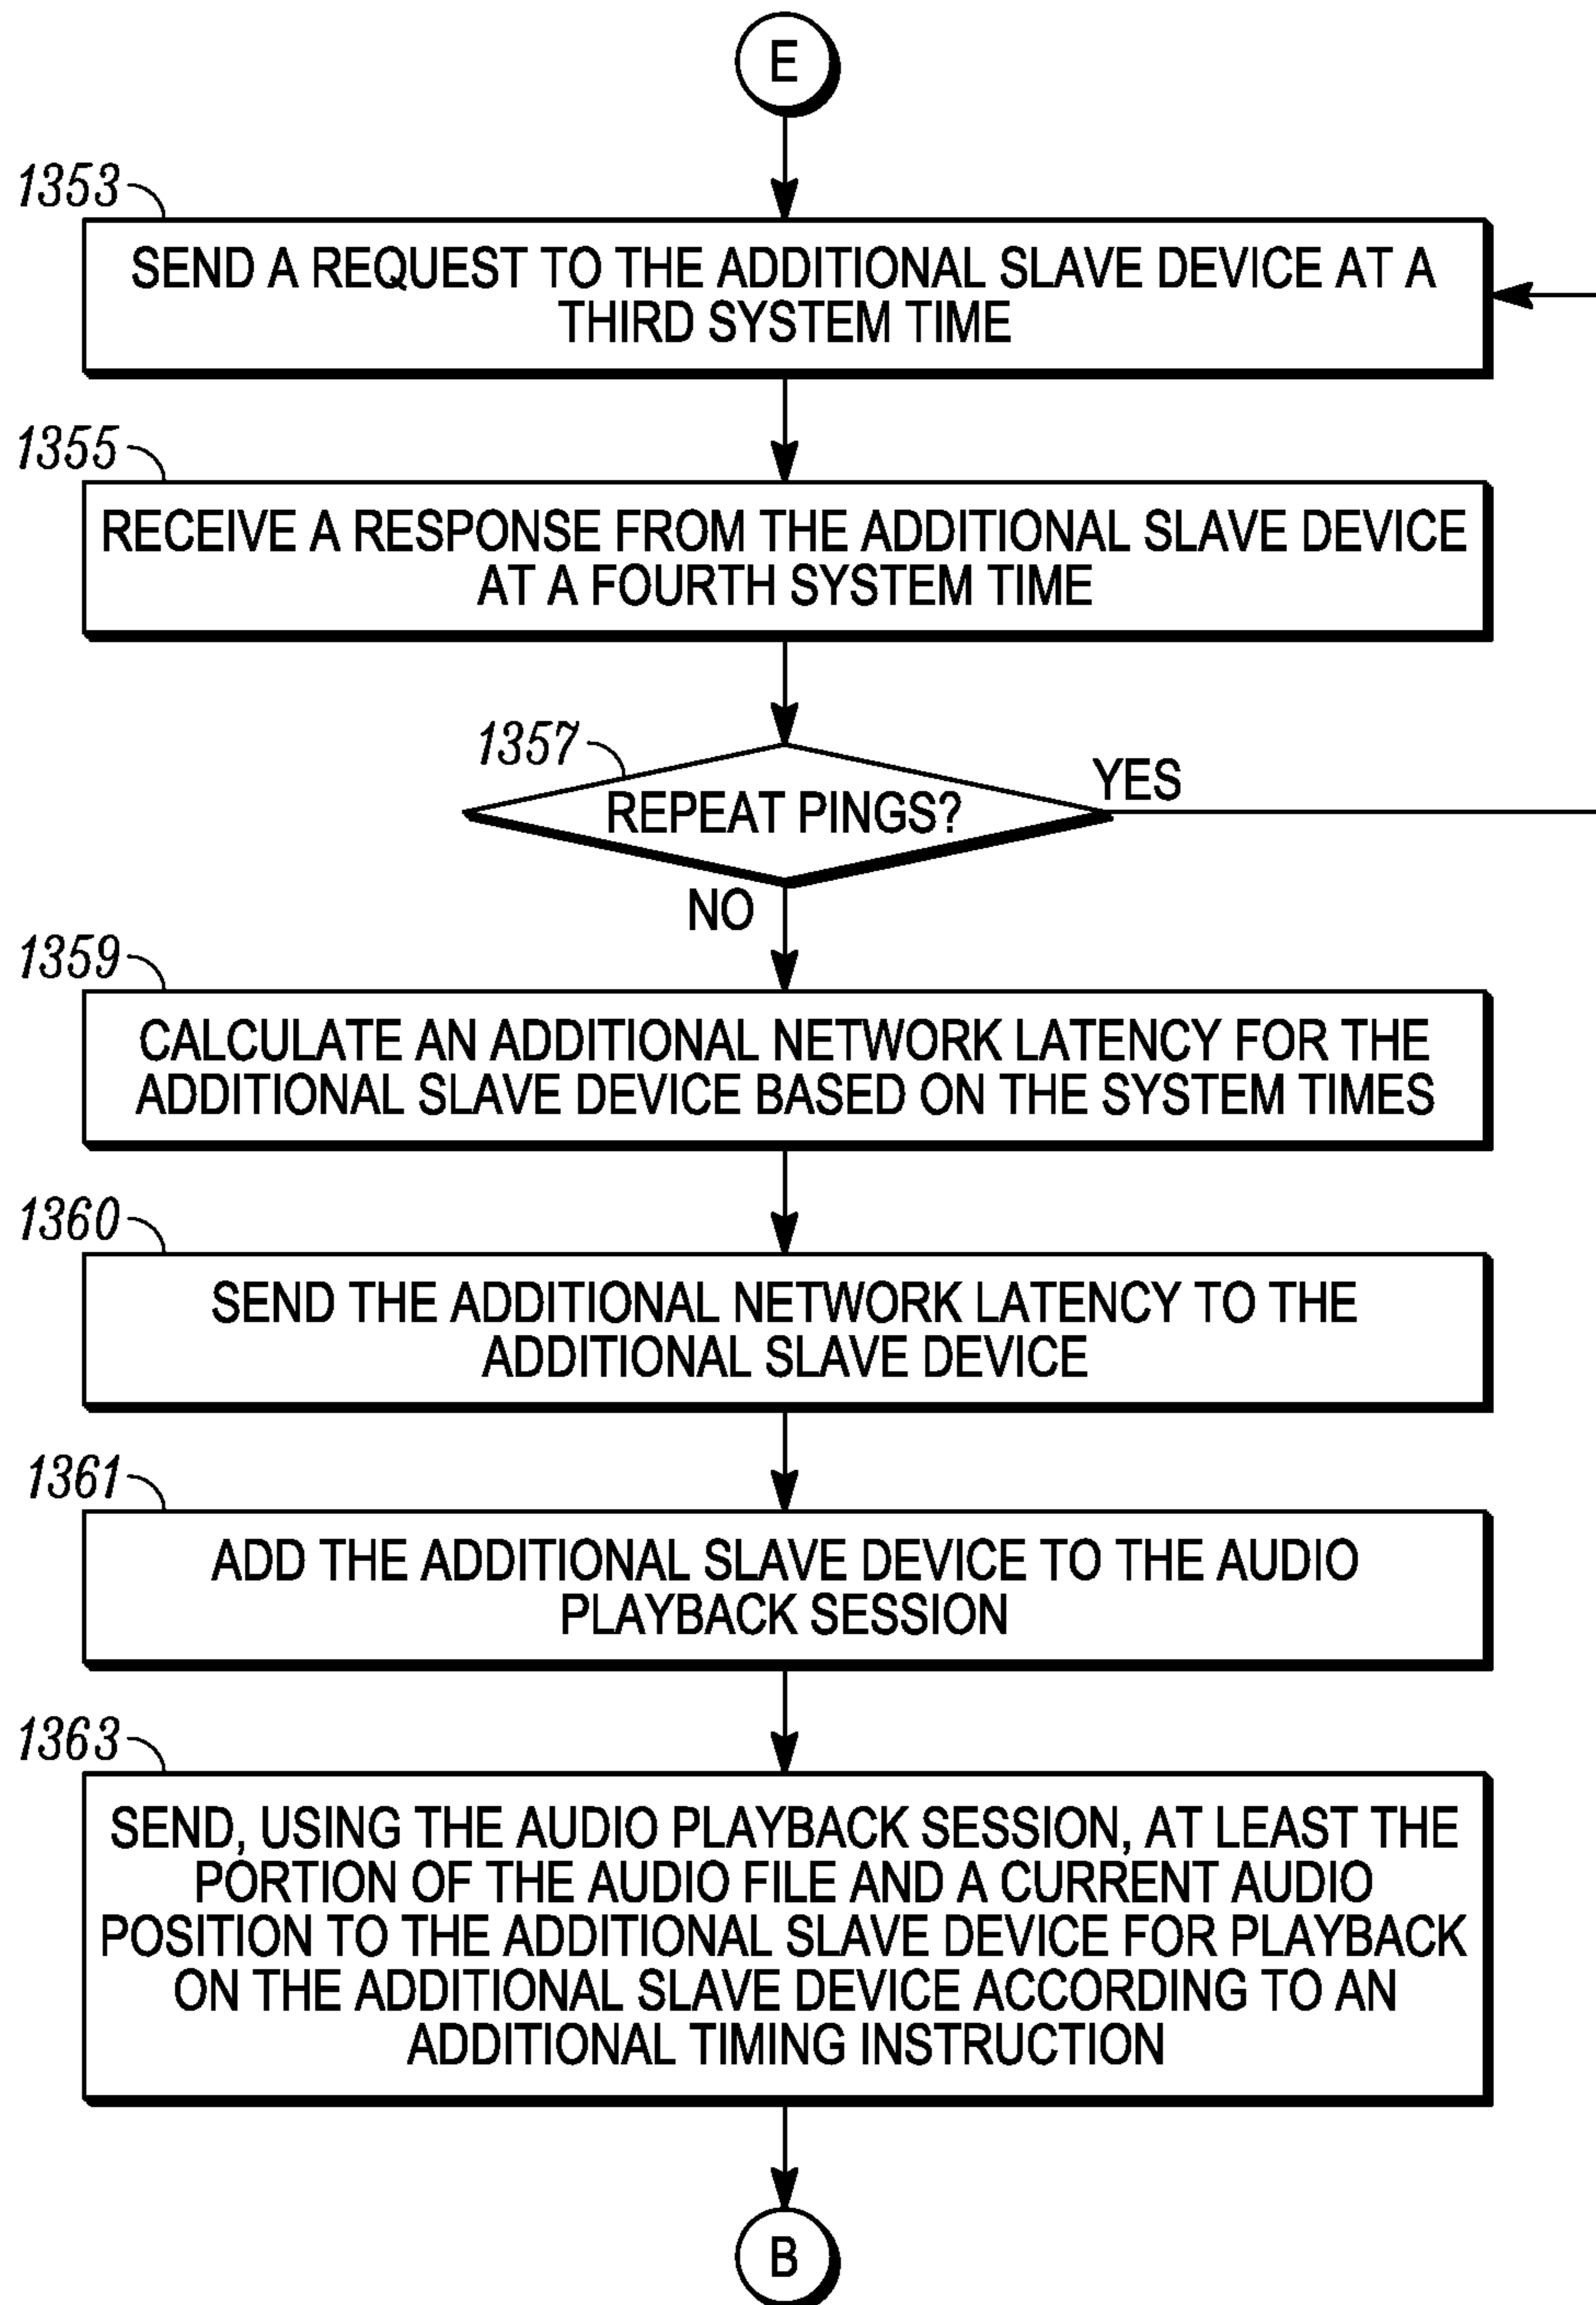 E
1353
SEND A REQUEST TO THE ADDITIONAL SLAVE DEVICE AT A
THIRD SYSTEM TIME
1355
RECEIVE A RESPONSE FROM THE ADDITIONAL SLAVE DEVICE
AT A FOURTH SYSTEM TIME
1357
REPEAT PINGS?
YES
NO
1359
CALCULATE AN ADDITIONAL NETWORK LATENCY FOR THE
ADDITIONAL SLAVE DEVICE BASED ON THE SYSTEM TIMES
1360
SEND THE ADDITIONAL NETWORK LATENCY TO THE
ADDITIONAL SLAVE DEVICE
1361
ADD THE ADDITIONAL SLAVE DEVICE TO THE AUDIO
PLAYBACK SESSION
1363
SEND, USING THE AUDIO PLAYBACK SESSION, AT LEAST THE
PORTION OF THE AUDIO FILE AND A CURRENT AUDIO
POSITION TO THE ADDITIONAL SLAVE DEVICE FOR PLAYBACK
ON THE ADDITIONAL SLAVE DEVICE ACCORDING TO AN
ADDITIONAL TIMING INSTRUCTION
B